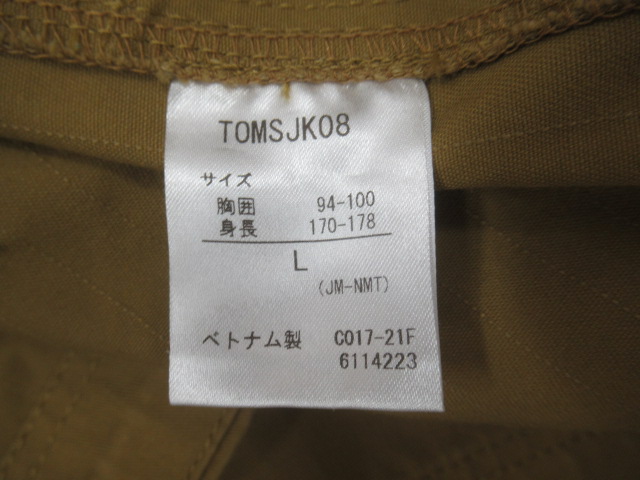 TOMSJK08
サイズ
胸囲 94-100
身長 170-178
L
(JM-NMT)
ベトナム製 C017-21F
6114223